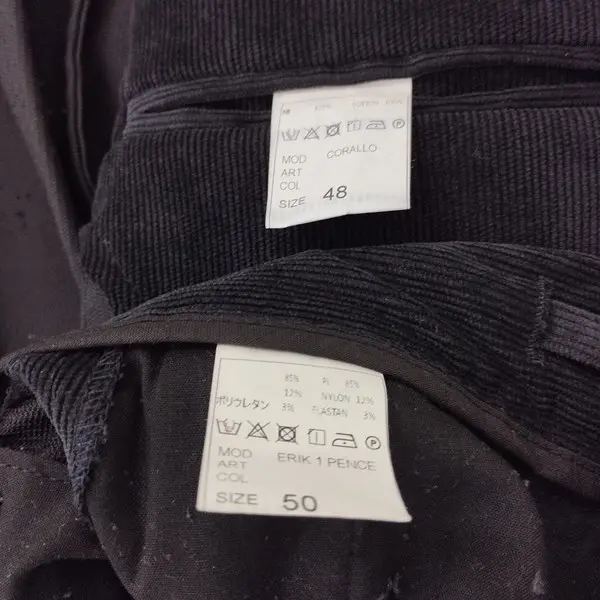 MOD CORALLO
ART
COL
SIZE 48
85% PL 85%
12% NYLON 12%
ポリウレタン 3% ELASTAN 3%
MOD
ART ERIK 1 PENCE
COL
SIZE 50